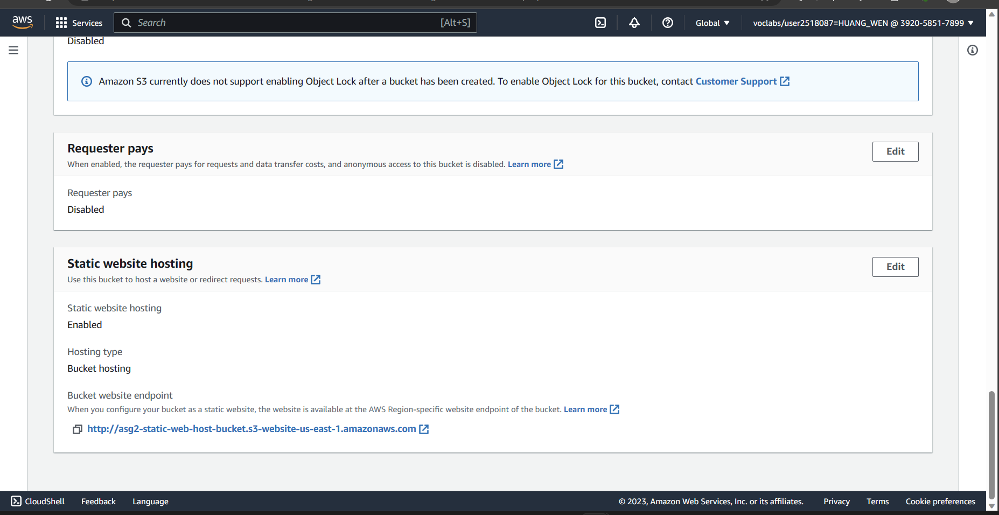 aws
Services
Search
[Alt+S]
Global
voclabs/user2518087=HUANG_WEN @ 3920-5851-7899
Disabled
Amazon S3 currently does not support enabling Object Lock after a bucket has been created. To enable Object Lock for this bucket, contact Customer Support
Requester pays
Edit
When enabled, the requester pays for requests and data transfer costs, and anonymous access to this bucket is disabled. Learn more
Requester pays
Disabled
Static website hosting
Edit
Use this bucket to host a website or redirect requests. Learn more
Static website hosting
Enabled
Hosting type
Bucket hosting
Bucket website endpoint
When you configure your bucket as a static website, the website is available at the AWS Region-specific website endpoint of the bucket. Learn more
http://asg2-static-web-host-bucket.s3-website-us-east-1.amazonaws.com
CloudShell
Feedback
Language
© 2023, Amazon Web Services, Inc. or its affiliates.
Privacy
Terms
Cookie preferences